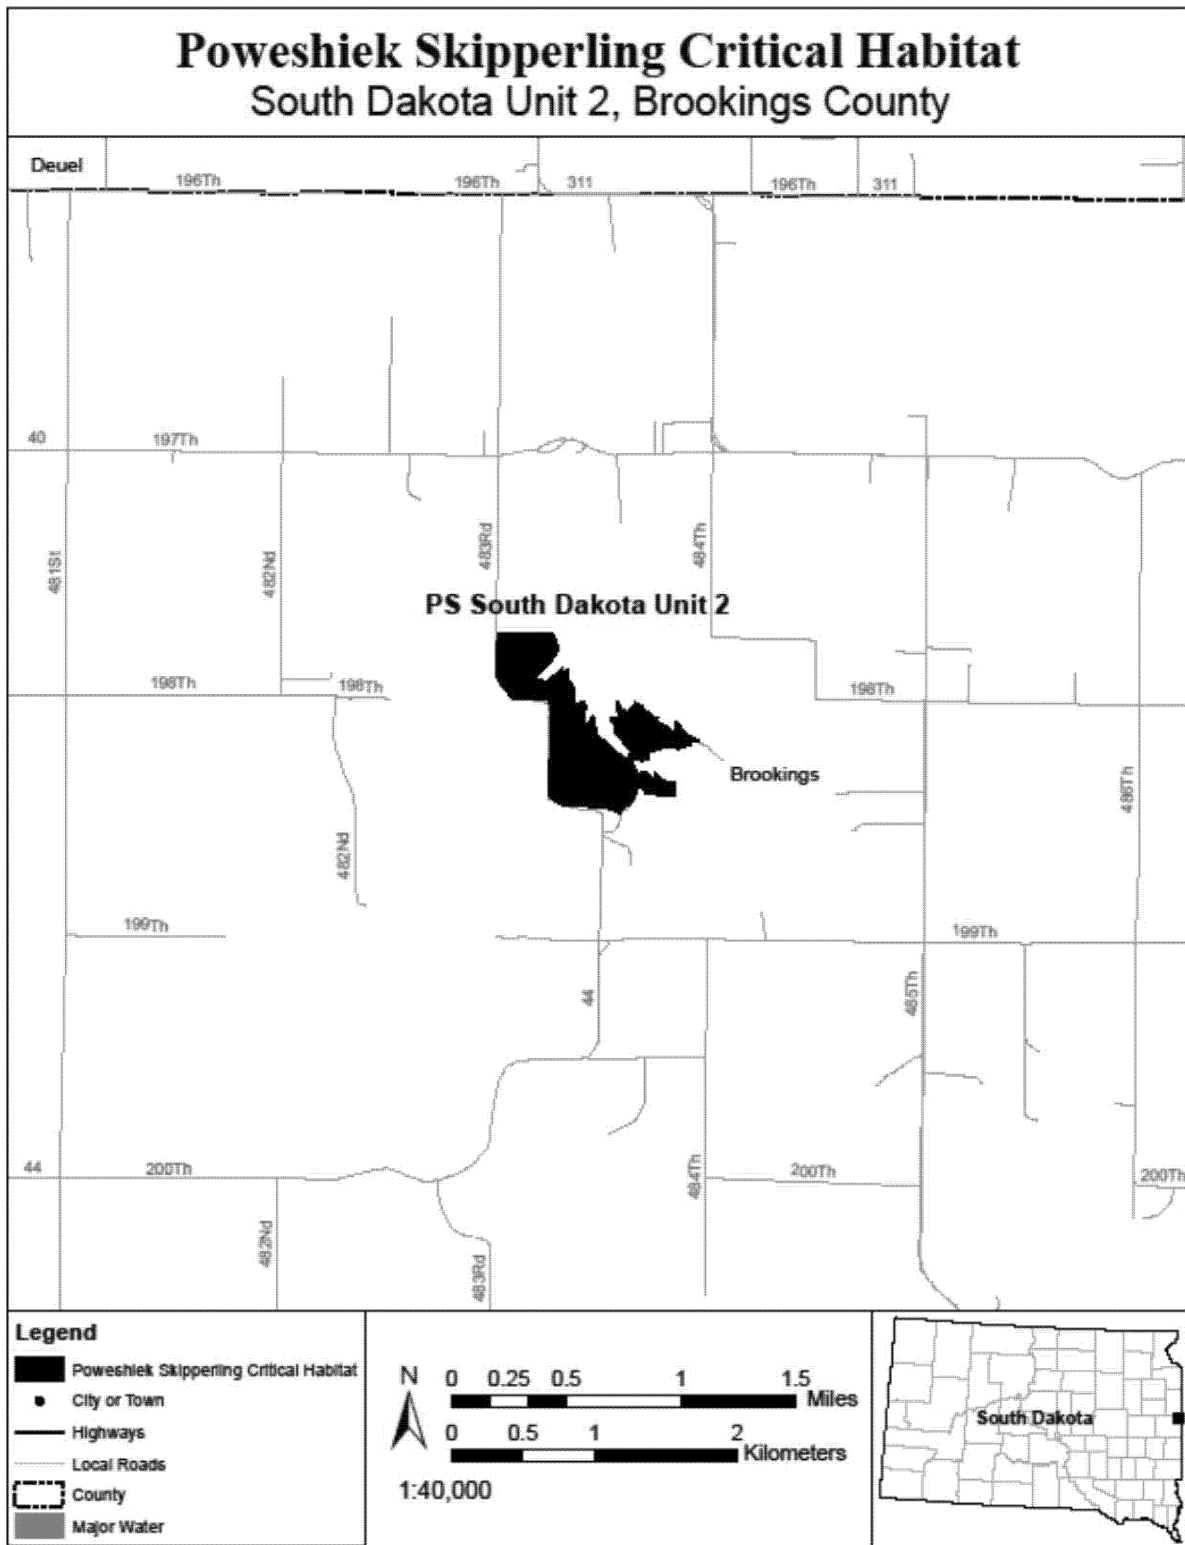 Poweshiek Skipperling Critical Habitat
South Dakota Unit 2, Brookings County
Deuel
196Th
196Th
311
196Th
311
40
197Th
481St
482Nd
483Rd
484Th
PS South Dakota Unit 2
198Th
198Th
198Th
Brookings
486Th
482Nd
199Th
199Th
44
485Th
44
200Th
484Th
200Th
200Th
482Nd
483Rd
Legend
Poweshiek Skipperling Critical Habitat
City or Town
Highways
Local Roads
County
Major Water
N
0 0.25 0.5 1 1.5
Miles
0 0.5 1 2
Kilometers
1:40,000
South Dakota